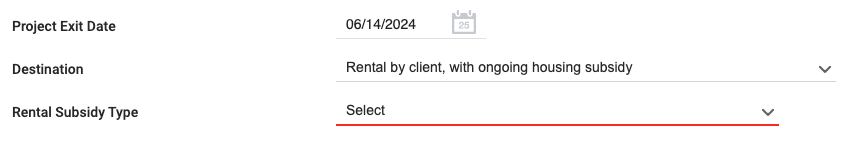 Project Exit Date 06/14/2024 25
Destination Rental by client, with ongoing housing subsidy
Rental Subsidy Type Select